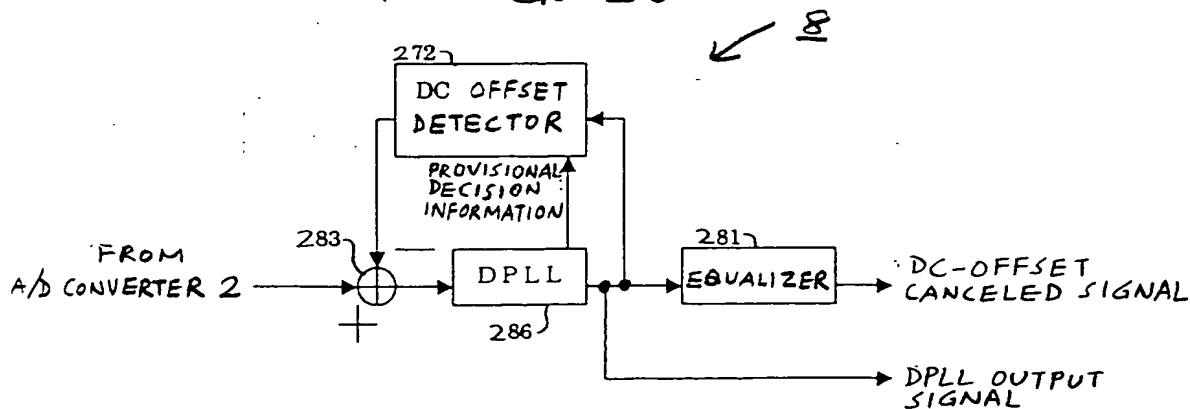 8
272
DC OFFSET
DETECTOR
PROVISIONAL
DECISION
INFORMATION
283
−
281
FROM
A/D CONVERTER 2
+
DPLL
EQUALIZER
DC-OFFSET
CANCELED SIGNAL
286
DPLL OUTPUT
SIGNAL